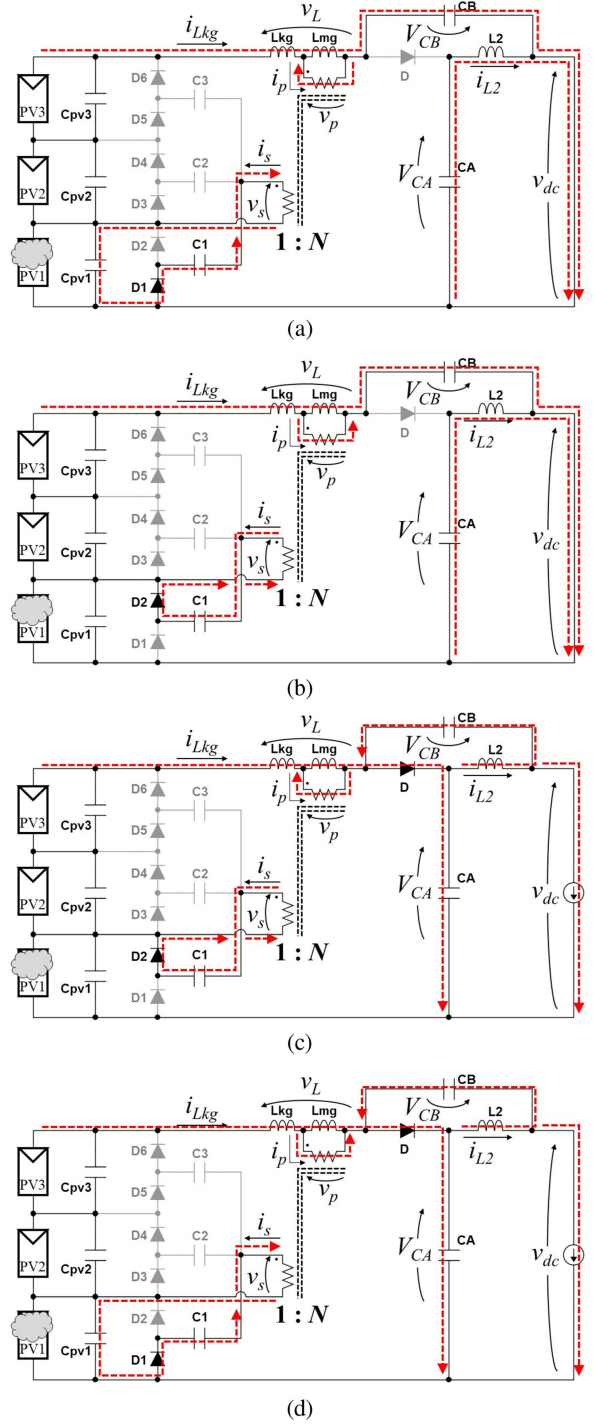 v_L CB
i_Lkg Lkg Lmg V_CB L2
D6 C3 i_p D i_L2
PV3 Cpv3 D5 v_p
D4 C2 i_s V_CA CA v_dc
PV2 Cpv2 D3 v_s
D2 C1 1 : N
PV1 Cpv1 D1
(a)
v_L CB
i_Lkg Lkg Lmg V_CB L2
D6 C3 i_p D i_L2
PV3 Cpv3 D5 v_p
D4 C2 i_s V_CA CA v_dc
PV2 Cpv2 D3 v_s
D2 C1 1 : N
PV1 Cpv1 D1
(b)
v_L CB
i_Lkg Lkg Lmg V_CB L2
D6 C3 i_p D i_L2
PV3 Cpv3 D5 v_p
D4 C2 i_s V_CA CA v_dc
PV2 Cpv2 D3 v_s
D2 C1 1 : N
PV1 Cpv1 D1
(c)
v_L CB
i_Lkg Lkg Lmg V_CB L2
D6 C3 i_p D i_L2
PV3 Cpv3 D5 v_p
D4 C2 i_s V_CA CA v_dc
PV2 Cpv2 D3 v_s
D2 C1 1 : N
PV1 Cpv1 D1
(d)